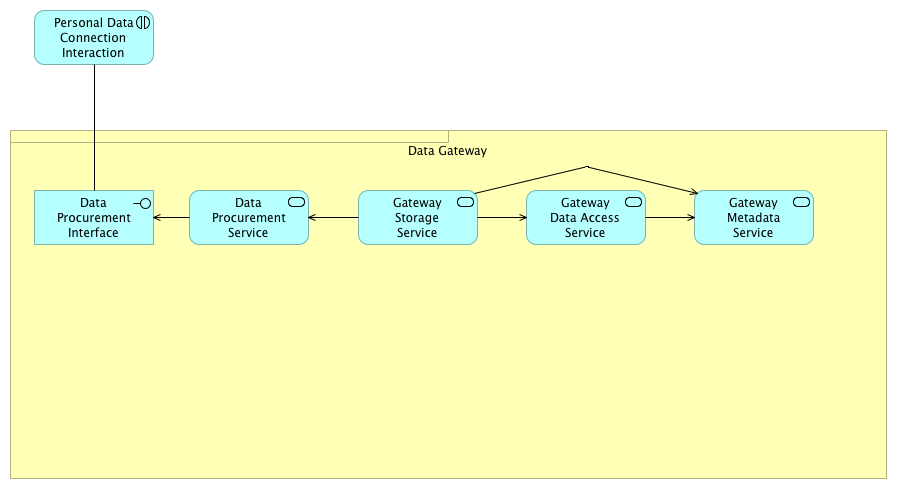 Personal Data
Connection
Interaction
Data Gateway
Data
Procurement
Interface
Data
Procurement
Service
Gateway
Storage
Service
Gateway
Data Access
Service
Gateway
Metadata
Service